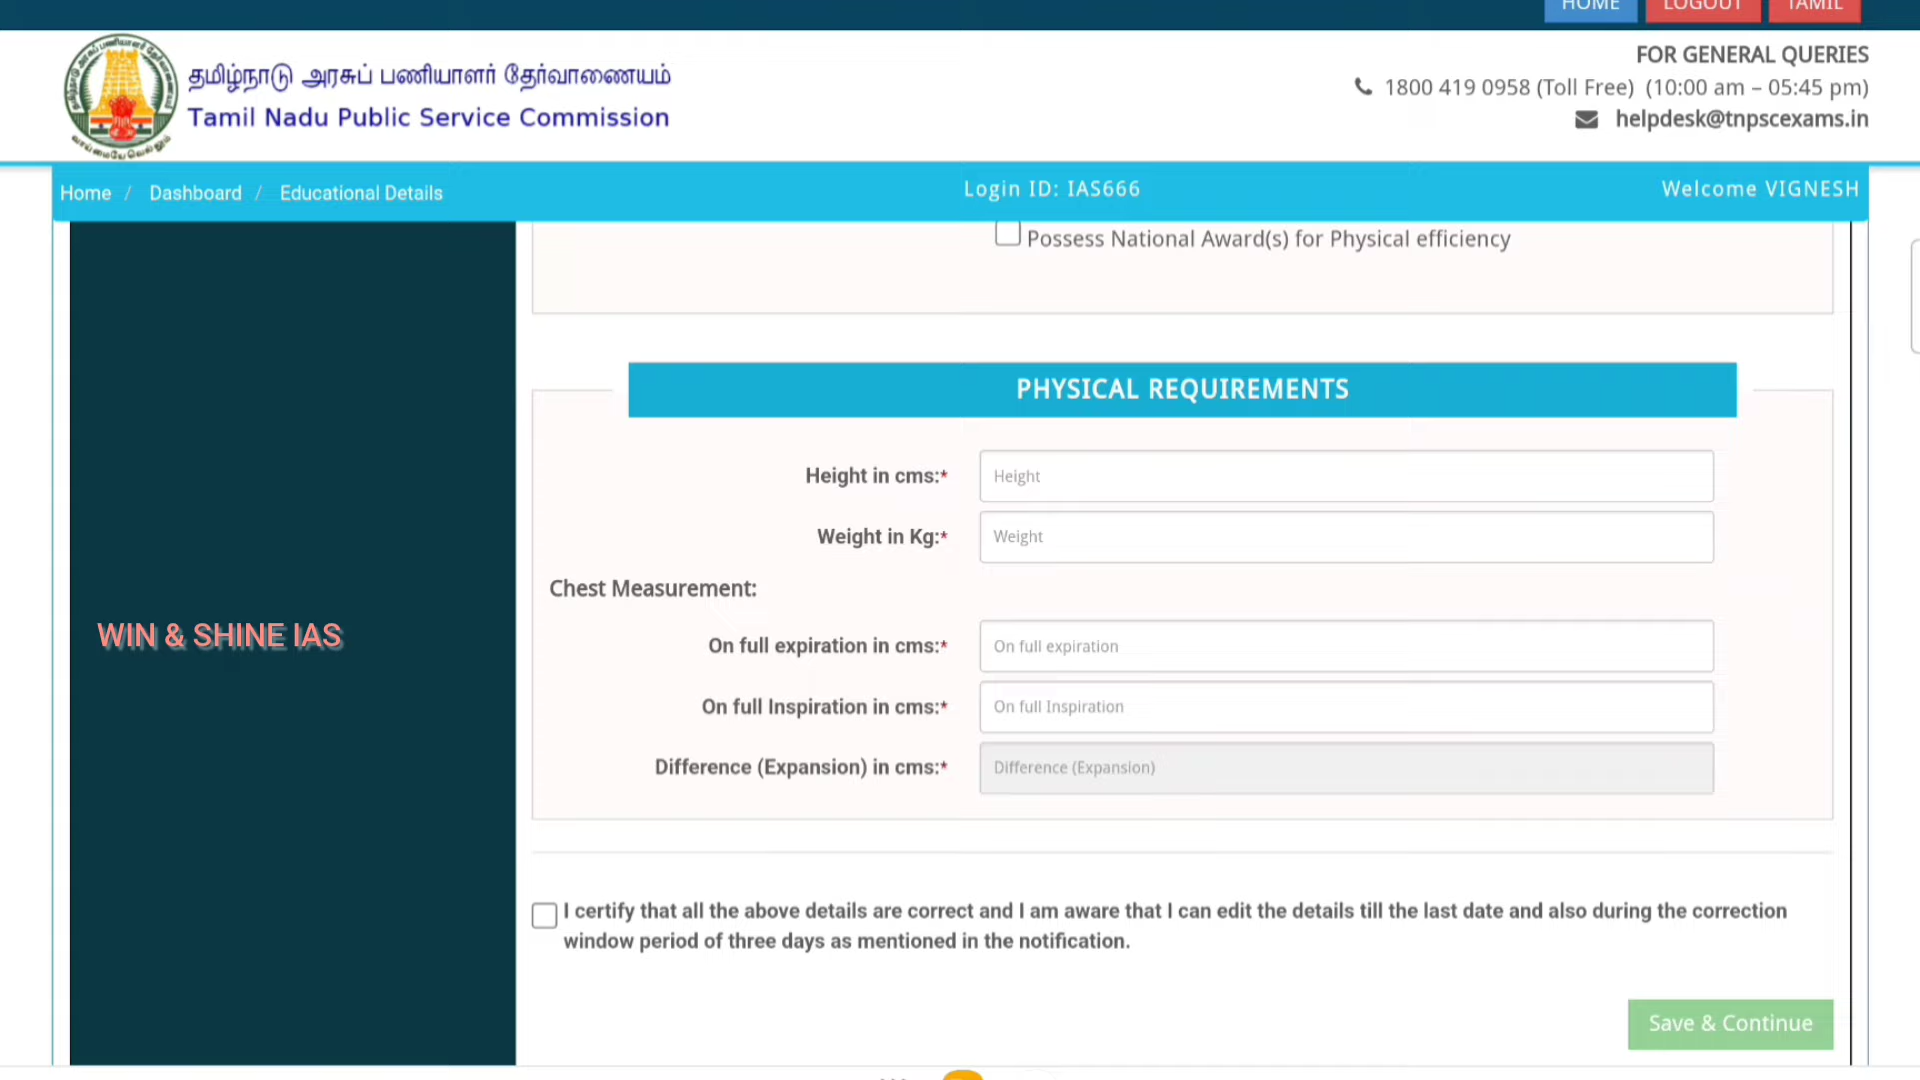 HOME LOGOUT TAMIL
தமிழ்நாடு அரசுப் பணியாளர் தேர்வாணையம்
Tamil Nadu Public Service Commission
FOR GENERAL QUERIES
1800 419 0958 (Toll Free) (10:00 am – 05:45 pm)
helpdesk@tnpscexams.in
Home / Dashboard / Educational Details
Login ID: IAS666
Welcome VIGNESH
Possess National Award(s) for Physical efficiency
PHYSICAL REQUIREMENTS
Height in cms:* Height
Weight in Kg:* Weight
Chest Measurement:
WIN & SHINE IAS
On full expiration in cms:* On full expiration
On full Inspiration in cms:* On full Inspiration
Difference (Expansion) in cms:* Difference (Expansion)
I certify that all the above details are correct and I am aware that I can edit the details till the last date and also during the correction
window period of three days as mentioned in the notification.
Save & Continue